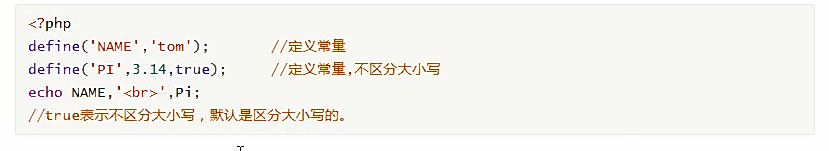 <?php
define('NAME','tom');       //定义常量
define('PI',3.14,true);     //定义常量,不区分大小写
echo NAME,'<br>',Pi;
//true表示不区分大小写，默认是区分大小写的。